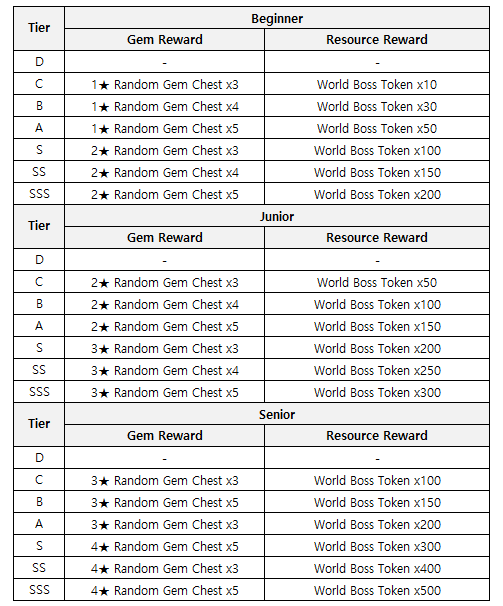 Tier Beginner
Gem Reward Resource Reward
D - -
C 1★ Random Gem Chest x3 World Boss Token x10
B 1★ Random Gem Chest x4 World Boss Token x30
A 1★ Random Gem Chest x5 World Boss Token x50
S 2★ Random Gem Chest x3 World Boss Token x100
SS 2★ Random Gem Chest x4 World Boss Token x150
SSS 2★ Random Gem Chest x5 World Boss Token x200
Tier Junior
Gem Reward Resource Reward
D - -
C 2★ Random Gem Chest x3 World Boss Token x50
B 2★ Random Gem Chest x4 World Boss Token x100
A 2★ Random Gem Chest x5 World Boss Token x150
S 3★ Random Gem Chest x3 World Boss Token x200
SS 3★ Random Gem Chest x4 World Boss Token x250
SSS 3★ Random Gem Chest x5 World Boss Token x300
Tier Senior
Gem Reward Resource Reward
D - -
C 3★ Random Gem Chest x3 World Boss Token x100
B 3★ Random Gem Chest x5 World Boss Token x150
A 3★ Random Gem Chest x3 World Boss Token x200
S 4★ Random Gem Chest x5 World Boss Token x300
SS 4★ Random Gem Chest x3 World Boss Token x400
SSS 4★ Random Gem Chest x5 World Boss Token x500